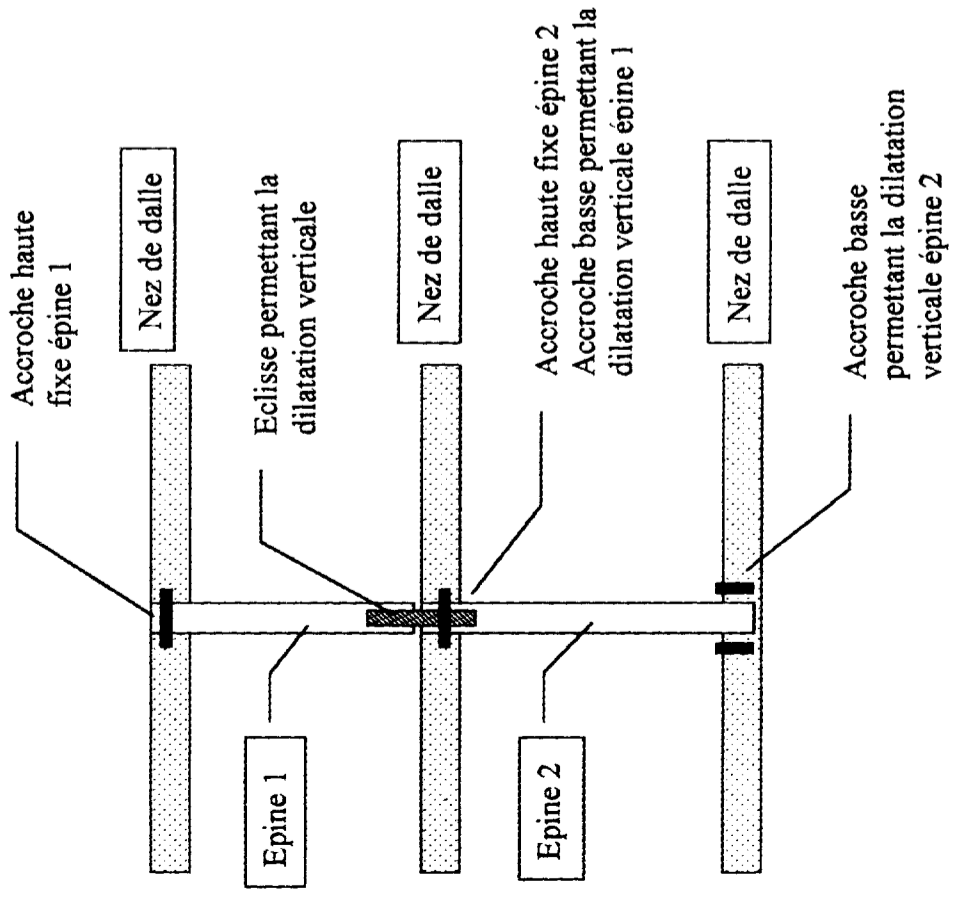 Accroche haute
fixe épine 1
Nez de dalle
Eclisse permettant la
dilatation verticale
Nez de dalle
Accroche haute fixe épine 2
Accroche basse permettant la
dilatation verticale épine 1
Nez de dalle
Accroche basse
permettant la dilatation
verticale épine 2
Epine 1
Epine 2